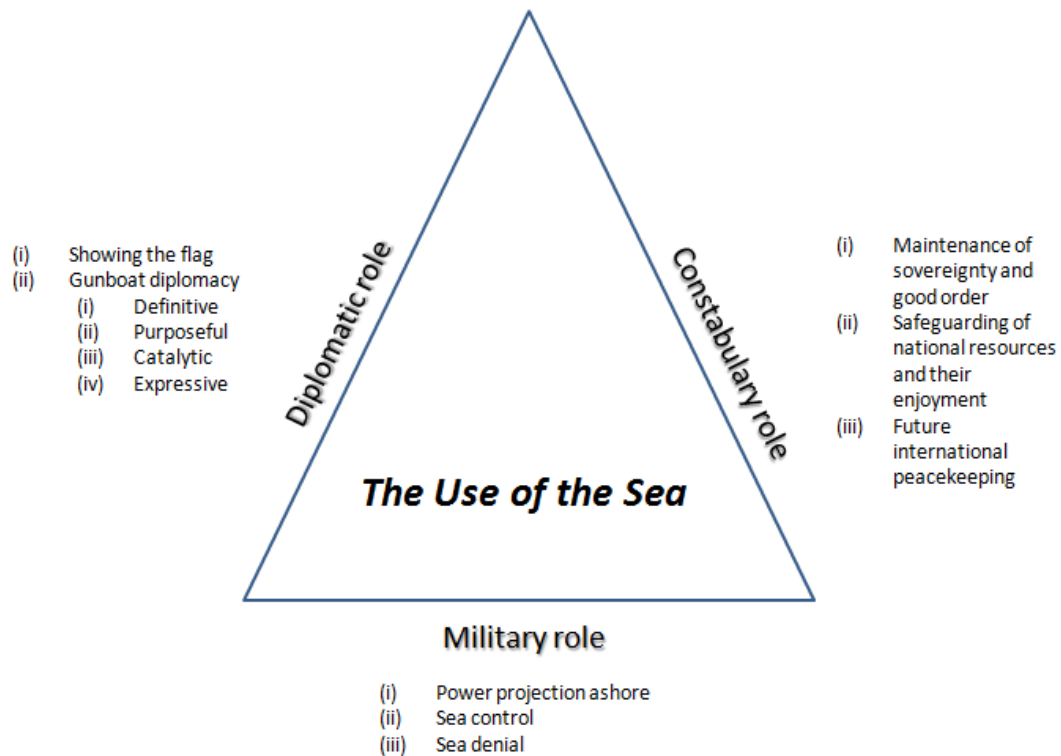 (i) Showing the flag
(ii) Gunboat diplomacy
(i) Definitive
(ii) Purposeful
(iii) Catalytic
(iv) Expressive
Diplomatic role
Constabulary role
(i) Maintenance of
sovereignty and
good order
(ii) Safeguarding of
national resources
and their
enjoyment
(iii) Future
international
peacekeeping
The Use of the Sea
Military role
(i) Power projection ashore
(ii) Sea control
(iii) Sea denial